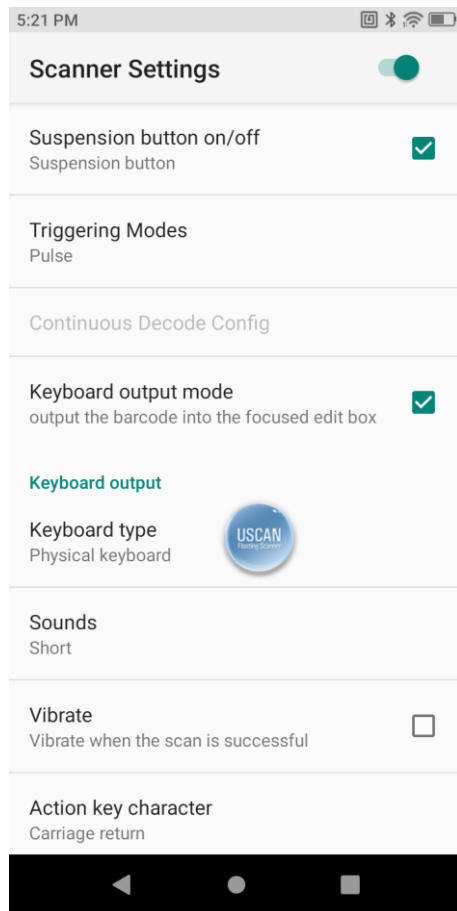 5:21 PM
Scanner Settings
Suspension button on/off
Suspension button
Triggering Modes
Pulse
Continuous Decode Config
Keyboard output mode
output the barcode into the focused edit box
Keyboard output
Keyboard type
Physical keyboard
USCAN
Floating Scanner
Sounds
Short
Vibrate
Vibrate when the scan is successful
Action key character
Carriage return